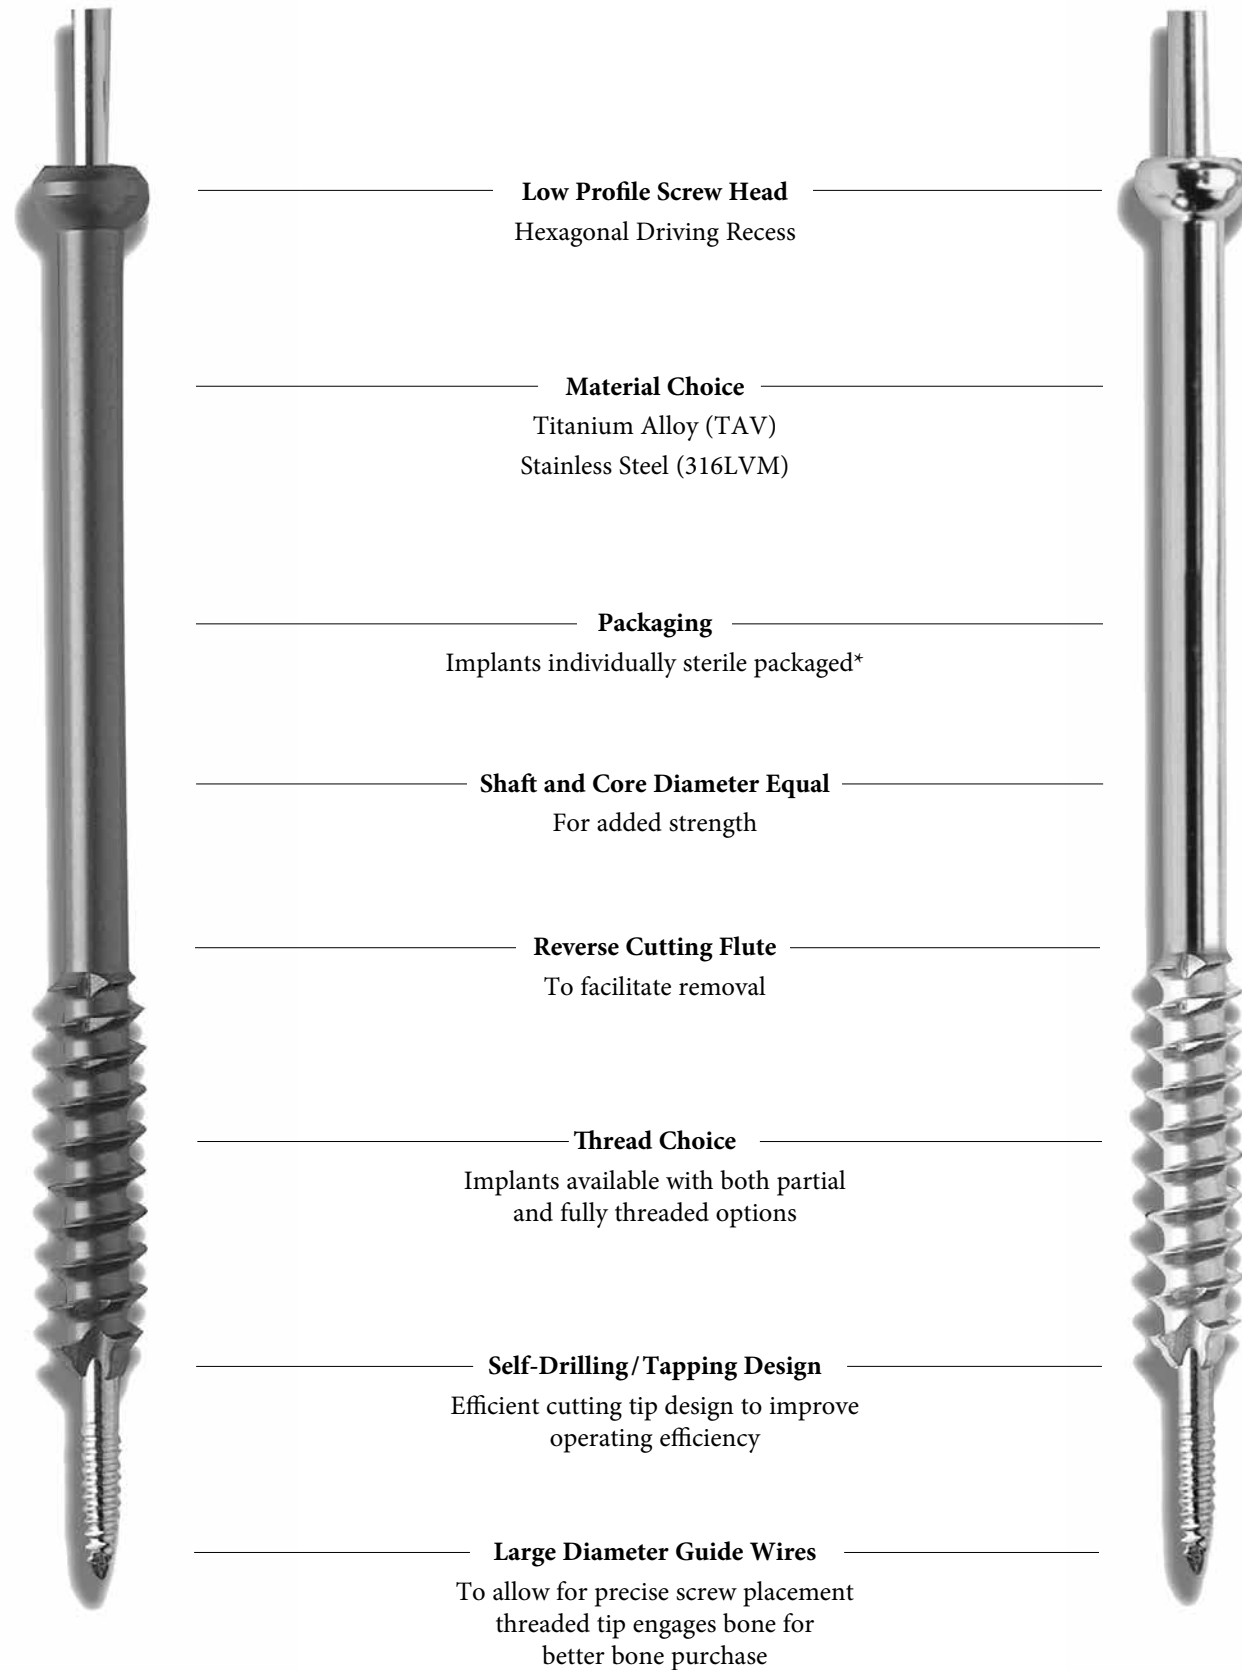 Low Profile Screw Head
Hexagonal Driving Recess
Material Choice
Titanium Alloy (TAV)
Stainless Steel (316LVM)
Packaging
Implants individually sterile packaged*
Shaft and Core Diameter Equal
For added strength
Reverse Cutting Flute
To facilitate removal
Thread Choice
Implants available with both partial
and fully threaded options
Self-Drilling/Tapping Design
Efficient cutting tip design to improve
operating efficiency
Large Diameter Guide Wires
To allow for precise screw placement
threaded tip engages bone for
better bone purchase